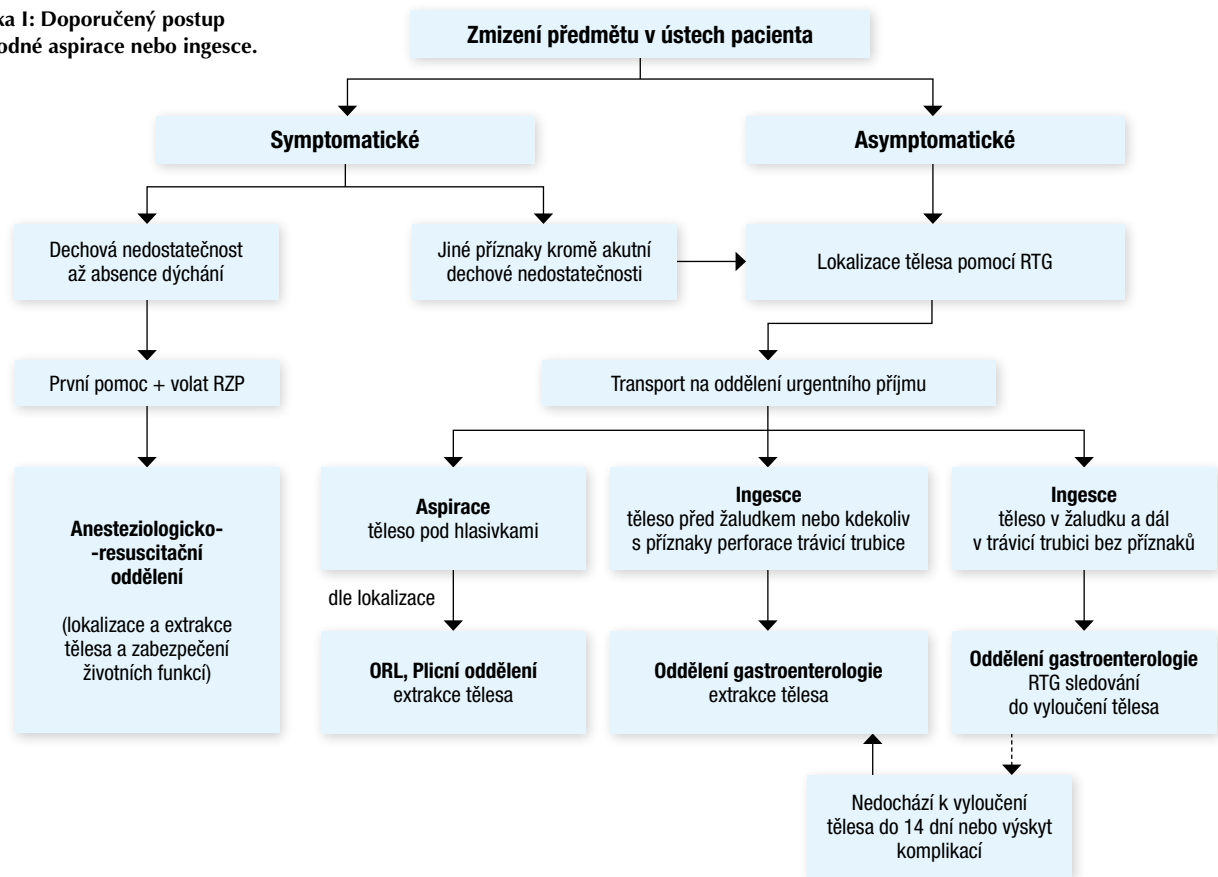 ka I: Doporučený postup
odné aspirace nebo ingesce.
Zmizení předmětu v ústech pacienta
Symptomatické
Asymptomatické
Dechová nedostatečnost
až absence dýchání
Jiné příznaky kromě akutní
dechové nedostatečnosti
Lokalizace tělesa pomocí RTG
První pomoc + volat RZP
Transport na oddělení urgentního příjmu
Anesteziologicko-
-resuscitační
oddělení
(lokalizace a extrakce
tělesa a zabezpečení
životních funkcí)
Aspirace
těleso pod hlasivkami
Ingesce
těleso před žaludkem nebo kdekoliv
s příznaky perforace trávicí trubice
Ingesce
těleso v žaludku a dál
v trávicí trubici bez příznaků
dle lokalizace
ORL, Plicní oddělení
extrakce tělesa
Oddělení gastroenterologie
extrakce tělesa
Oddělení gastroenterologie
RTG sledování
do vyloučení tělesa
Nedochází k vyloučení
tělesa do 14 dní nebo výskyt
komplikací